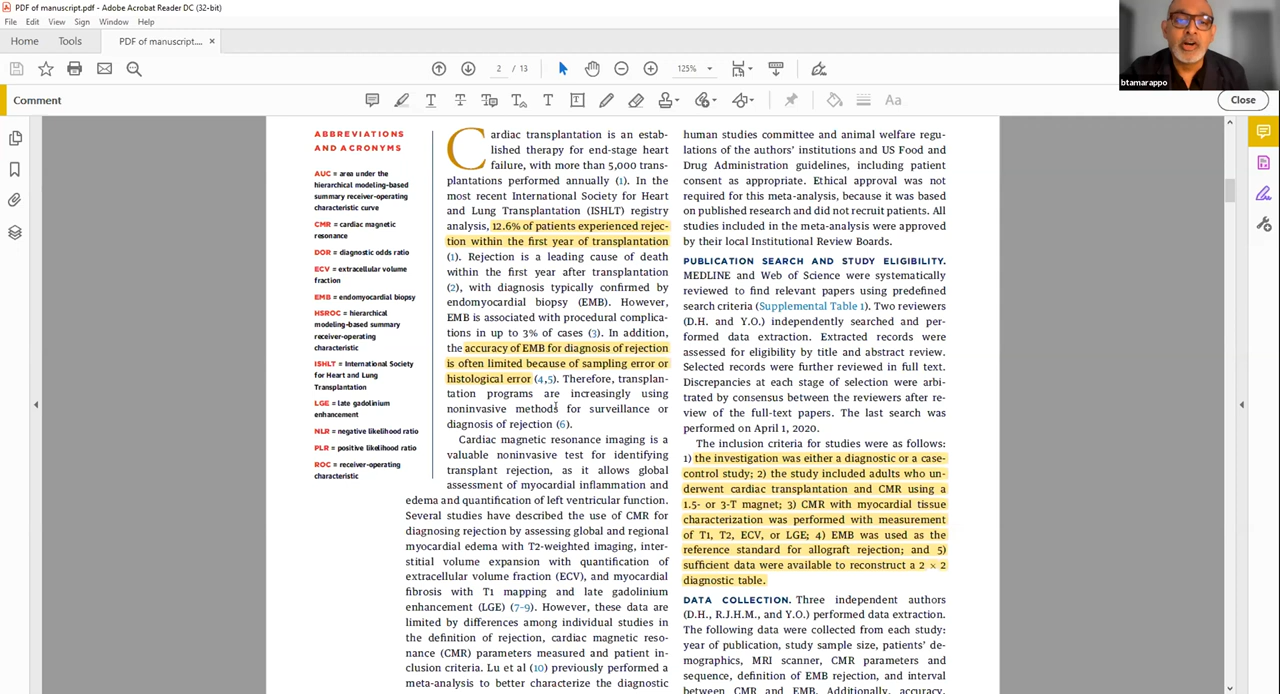 PDF of manuscript.pdf - Adobe Acrobat Reader DC (32-bit)
File Edit View Sign Window Help
Home Tools PDF of manuscript.... ×
2 / 13 125%
btamarappo
Comment
Close
ABBREVIATIONS
AND ACRONYMS
AUC = area under the
hierarchical modeling-based
summary receiver-operating
characteristic curve
CMR = cardiac magnetic
resonance
DOR = diagnostic odds ratio
ECV = extracellular volume
fraction
EMB = endomyocardial biopsy
HSROC = hierarchical
modeling-based summary
receiver-operating
characteristic
ISHLT = International Society
for Heart and Lung
Transplantation
LGE = late gadolinium
enhancement
NLR = negative likelihood ratio
PLR = positive likelihood ratio
ROC = receiver-operating
characteristic
Cardiac transplantation is an estab-
lished therapy for end-stage heart
failure, with more than 5,000 trans-
plantations performed annually (1). In the
most recent International Society for Heart
and Lung Transplantation (ISHLT) registry
analysis, 12.6% of patients experienced rejec-
tion within the first year of transplantation
(1). Rejection is a leading cause of death
within the first year after transplantation
(2), with diagnosis typically confirmed by
endomyocardial biopsy (EMB). However,
EMB is associated with procedural complica-
tions in up to 3% of cases (3). In addition,
the accuracy of EMB for diagnosis of rejection
is often limited because of sampling error or
histological error (4,5). Therefore, transplan-
tation programs are increasingly using
noninvasive methods for surveillance or
diagnosis of rejection (6).
Cardiac magnetic resonance imaging is a
valuable noninvasive test for identifying
transplant rejection, as it allows global
assessment of myocardial inflammation and
edema and quantification of left ventricular function.
Several studies have described the use of CMR for
diagnosing rejection by assessing global and regional
myocardial edema with T2-weighted imaging, inter-
stitial volume expansion with quantification of
extracellular volume fraction (ECV), and myocardial
fibrosis with T1 mapping and late gadolinium
enhancement (LGE) (7-9). However, these data are
limited by differences among individual studies in
the definition of rejection, cardiac magnetic reso-
nance (CMR) parameters measured and patient in-
clusion criteria. Lu et al (10) previously performed a
meta-analysis to better characterize the diagnostic
human studies committee and animal welfare regu-
lations of the authors' institutions and US Food and
Drug Administration guidelines, including patient
consent as appropriate. Ethical approval was not
required for this meta-analysis, because it was based
on published research and did not recruit patients. All
studies included in the meta-analysis were approved
by their local Institutional Review Boards.
PUBLICATION SEARCH AND STUDY ELIGIBILITY.
MEDLINE and Web of Science were systematically
reviewed to find relevant papers using predefined
search criteria (Supplemental Table 1). Two reviewers
(D.H. and Y.O.) independently searched and per-
formed data extraction. Extracted records were
assessed for eligibility by title and abstract review.
Selected records were further reviewed in full text.
Discrepancies at each stage of selection were arbi-
trated by consensus between the reviewers after re-
view of the full-text papers. The last search was
performed on April 1, 2020.
The inclusion criteria for studies were as follows:
1) the investigation was either a diagnostic or a case-
control study; 2) the study included adults who un-
derwent cardiac transplantation and CMR using a
1.5- or 3-T magnet; 3) CMR with myocardial tissue
characterization was performed with measurement
of T1, T2, ECV, or LGE; 4) EMB was used as the
reference standard for allograft rejection; and 5)
sufficient data were available to reconstruct a 2 × 2
diagnostic table.
DATA COLLECTION. Three independent authors
(D.H., R.J.H.M., and Y.O.) performed data extraction.
The following data were collected from each study:
year of publication, study sample size, patients' de-
mographics, MRI scanner, CMR parameters and
sequence, definition of EMB rejection, and interval
between CMR and EMB. Additionally, accuracy,